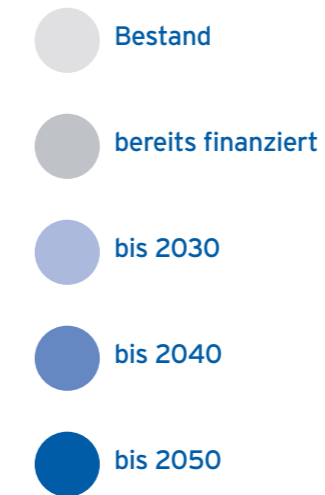 Bestand
bereits finanziert
bis 2030
bis 2040
bis 2050